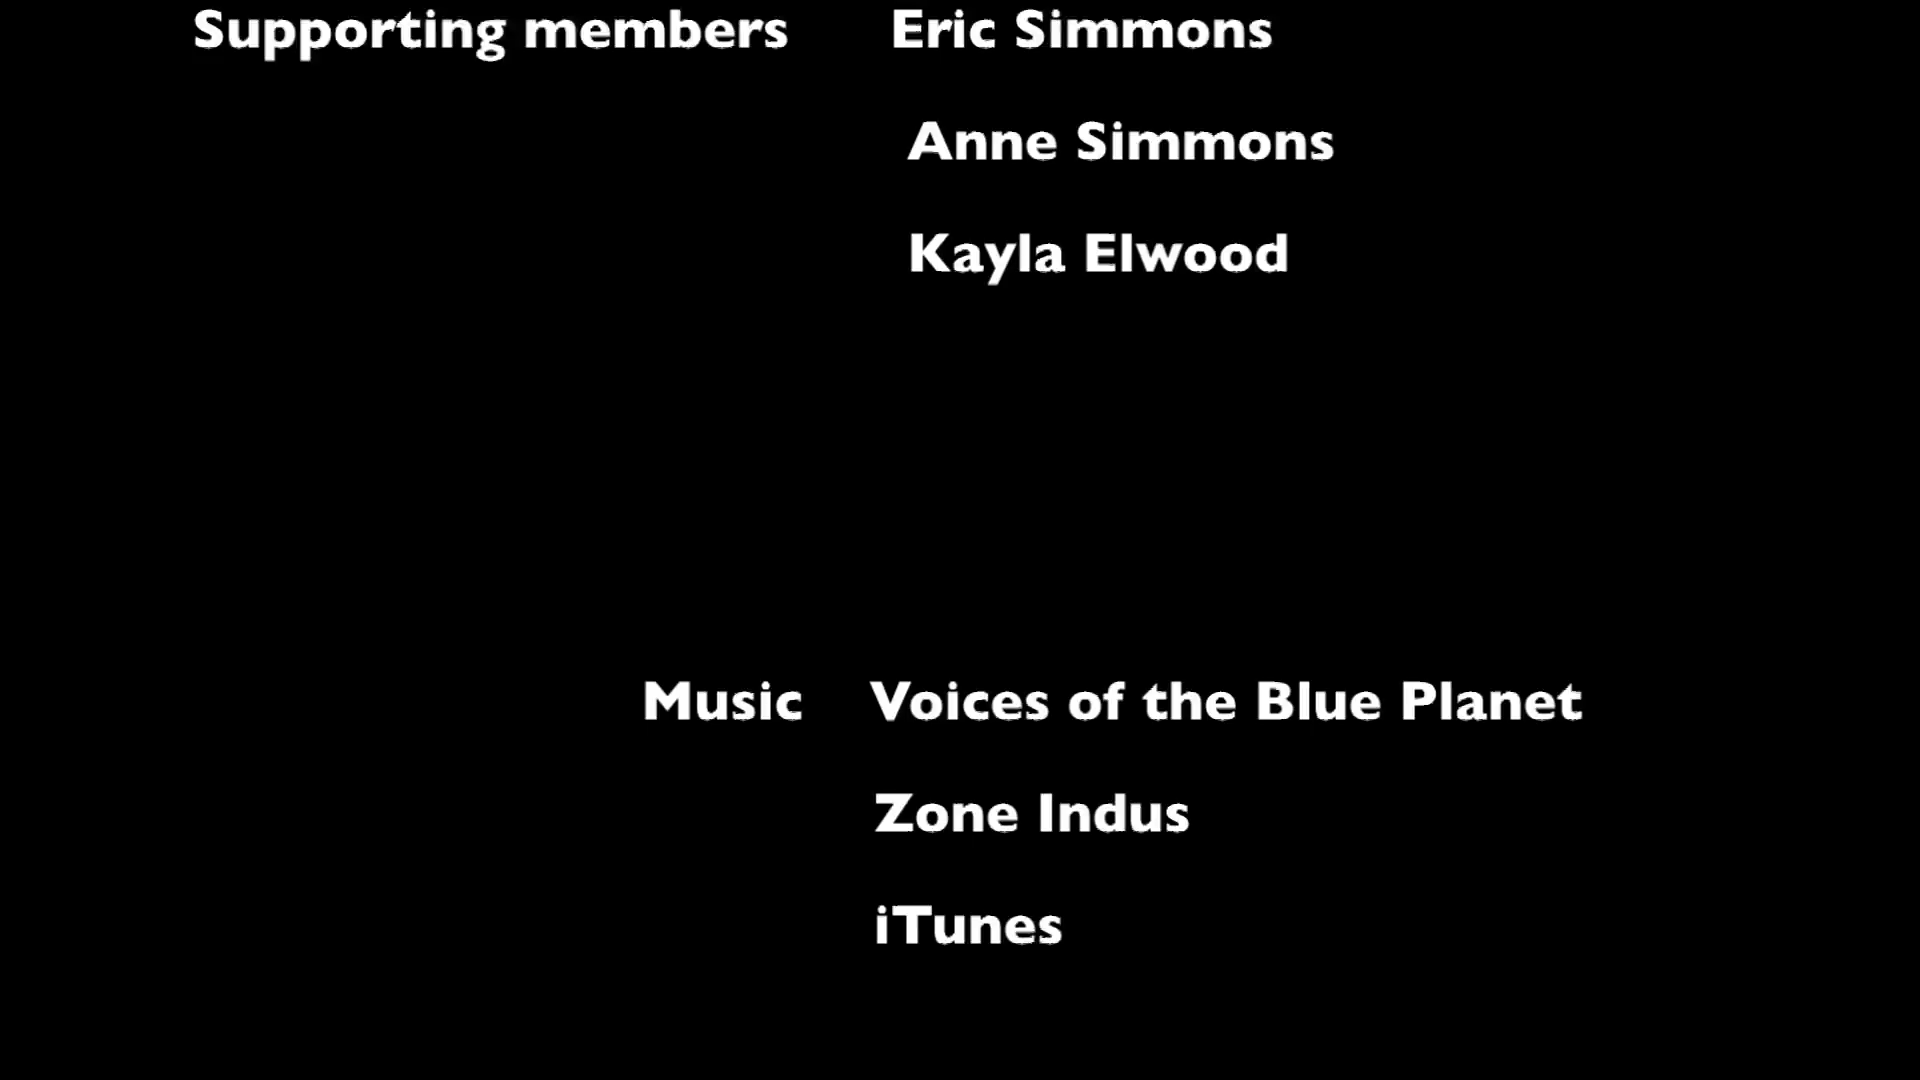 Supporting members Eric Simmons
Anne Simmons
Kayla Elwood
Music Voices of the Blue Planet
Zone Indus
iTunes